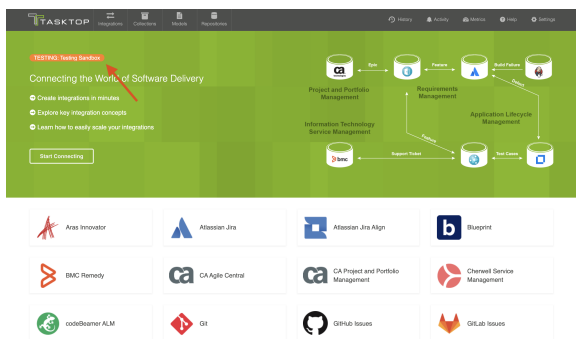 TASKTOP
Integrations
Collections
Models
Repositories
History
Activity
Metrics
Help
Settings
TESTING: Testing Sandbox
Connecting the World of Software Delivery
Create integrations in minutes
Explore key integration concepts
Learn how to easily scale your integrations
Start Connecting
Epic
Feature
Build Failure
ca
Project and Portfolio
Management
Requirements
Management
Defect
Information Technology
Service Management
Application Lifecycle
Management
Feature
bmc
Support Ticket
Test Cases
Aras Innovator
Atlassian Jira
Atlassian Jira Align
b
Blueprint
BMC Remedy
ca
CA Agile Central
ca
CA Project and Portfolio
Management
Cherwell Service
Management
codeBeamer ALM
Git
GitHub Issues
GitLab Issues